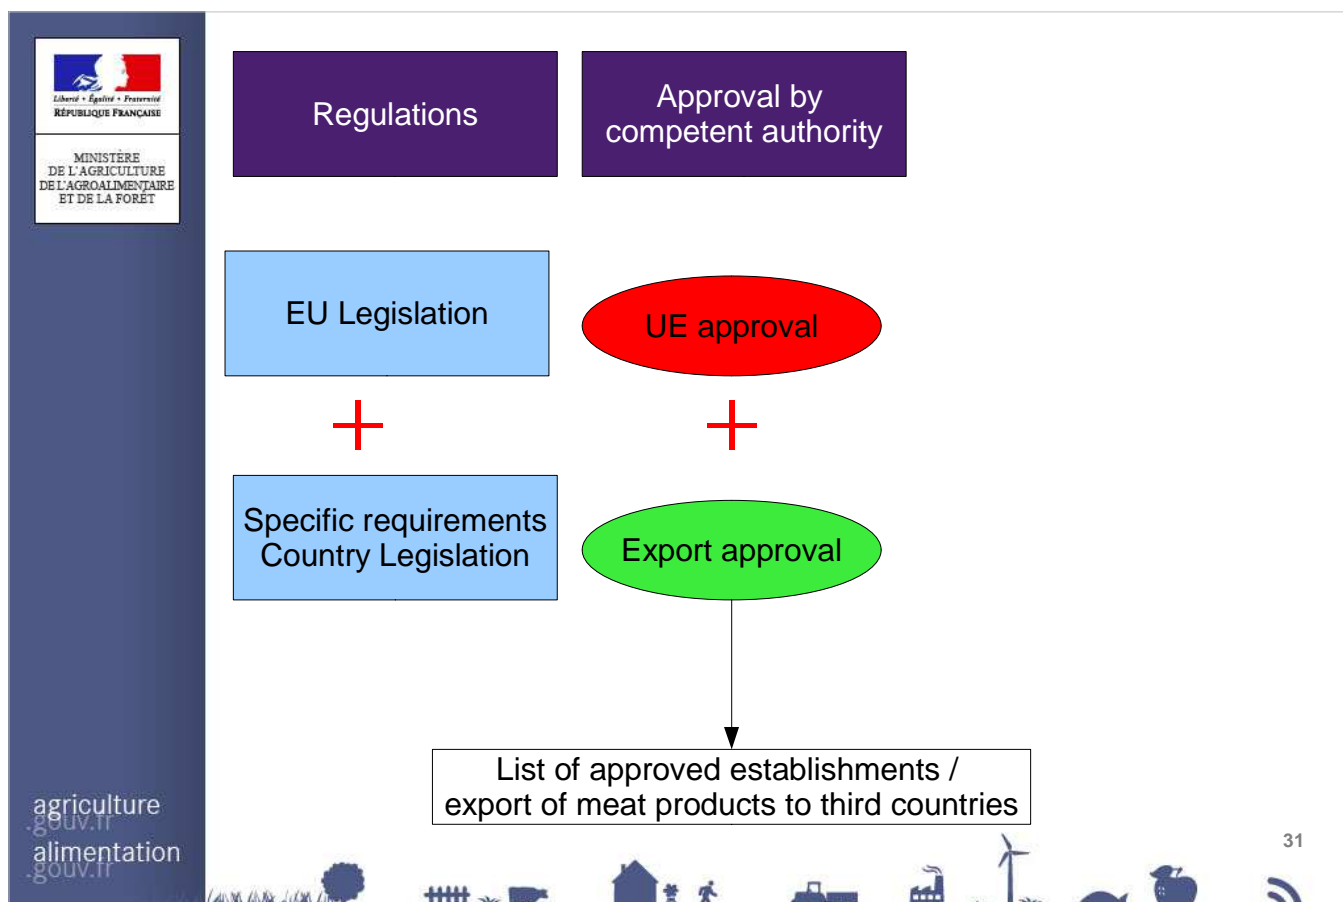 Liberté • Égalité • Fraternité
RÉPUBLIQUE FRANÇAISE
MINISTÈRE
DE L'AGRICULTURE
DE L'AGROALIMENTAIRE
ET DE LA FORÊT
Regulations
Approval by
competent authority
EU Legislation
UE approval
Specific requirements
Country Legislation
Export approval
List of approved establishments /
export of meat products to third countries
agriculture
.gouv.fr
alimentation
.gouv.fr
31